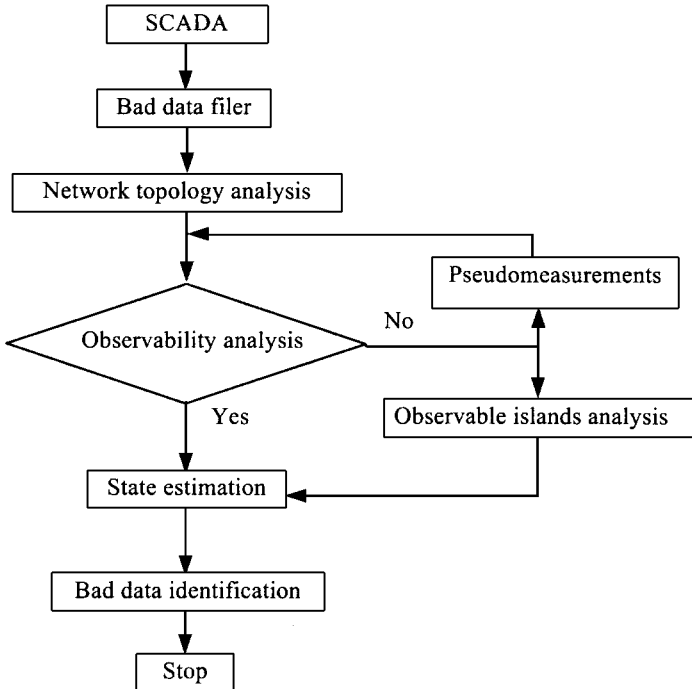 SCADA
Bad data filer
Network topology analysis
Pseudomeasurements
Observability analysis
No
Yes
Observable islands analysis
State estimation
Bad data identification
Stop